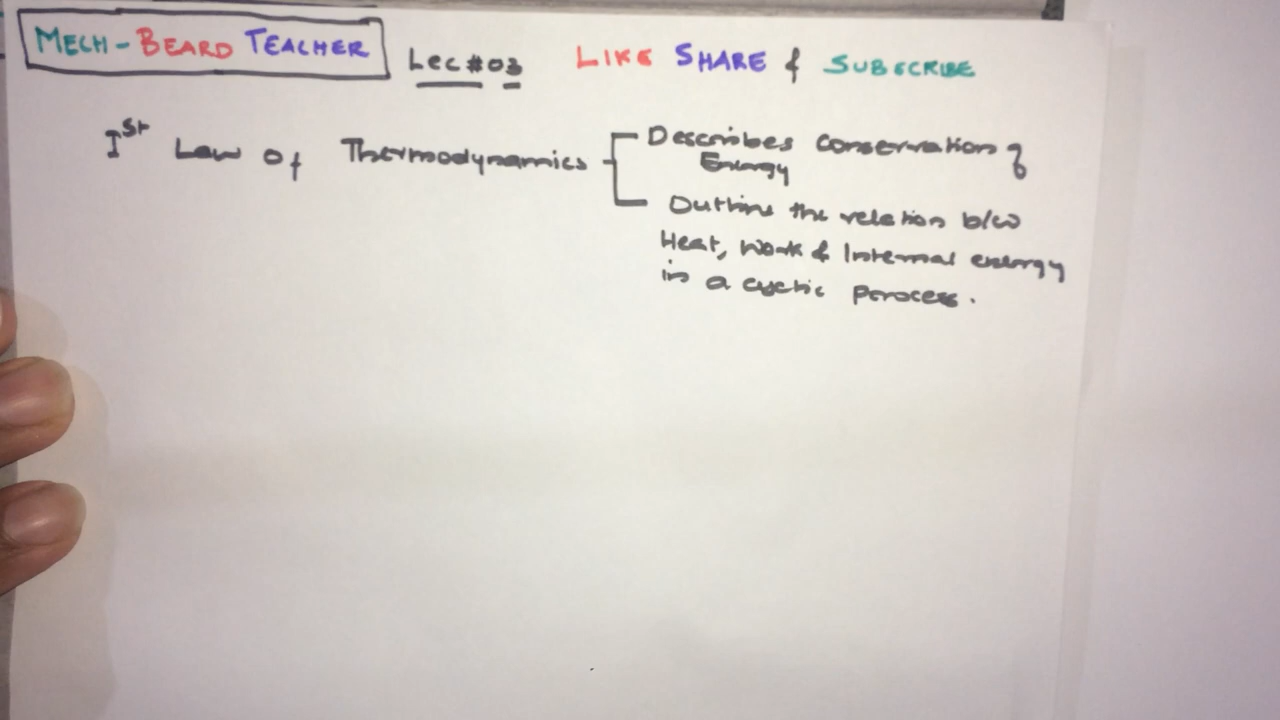 MECH-BEARD TEACHER Lec #03 LIKE SHARE & SUBSCRIBE
Ist Law Of Thermodynamics Describes conservation of
Energy
Outline the relation b/w
Heat, Work & Internal energy
in a cyclic process.